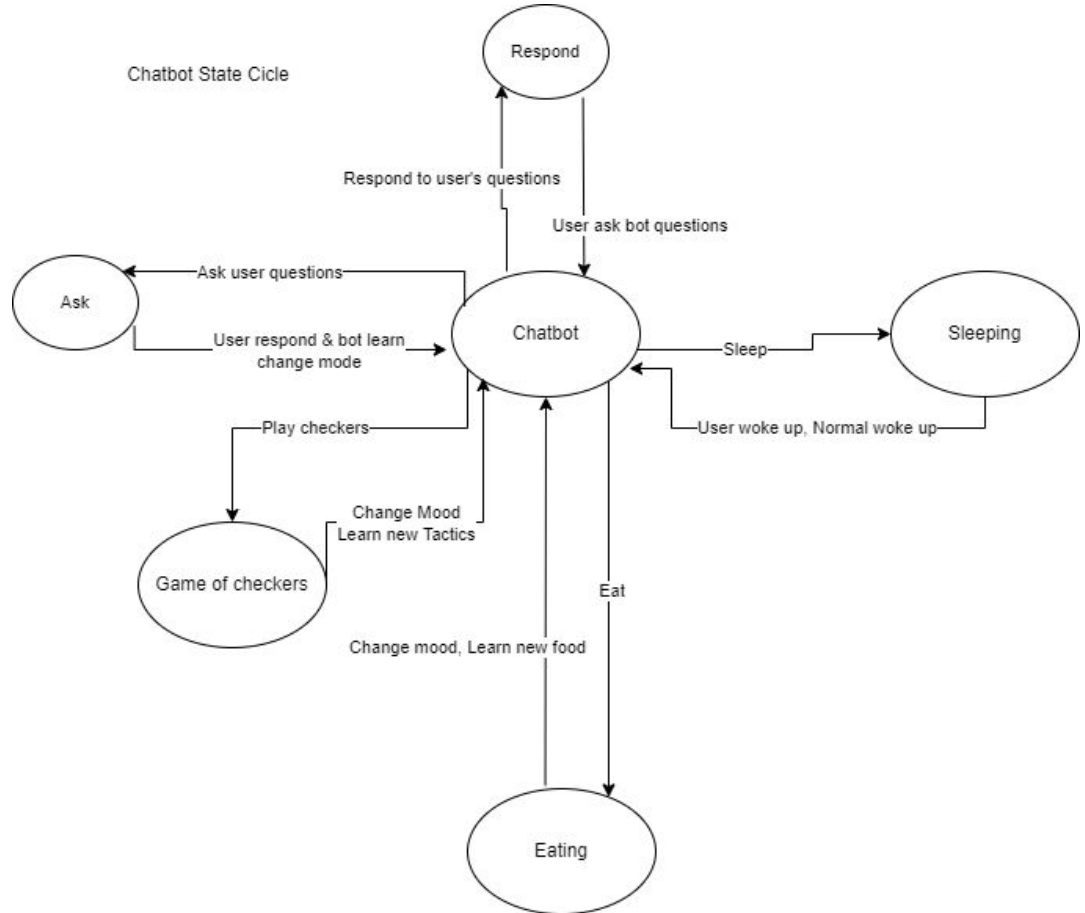 Respond
Chatbot State Cicle
Respond to user's questions
User ask bot questions
Ask user questions
Ask
Chatbot
Sleeping
User respond & bot learn
change mode
Sleep
Play checkers
User woke up, Normal woke up
Change Mood
Learn new Tactics
Game of checkers
Eat
Change mood, Learn new food
Eating